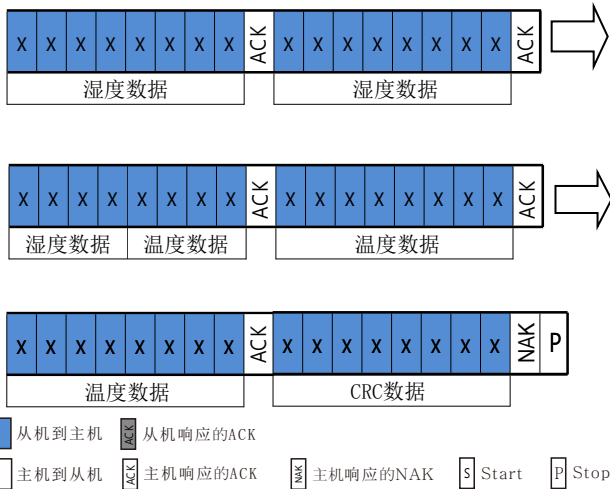 X X X X X X X X ACK X X X X X X X X ACK
湿度数据 湿度数据
X X X X X X X X ACK X X X X X X X X ACK
湿度数据 温度数据 温度数据
X X X X X X X X ACK X X X X X X X X NAK P
温度数据 CRC数据
从机到主机 ACK 从机响应的ACK
主机到从机 ACK 主机响应的ACK NAK 主机响应的NAK S Start P Stop